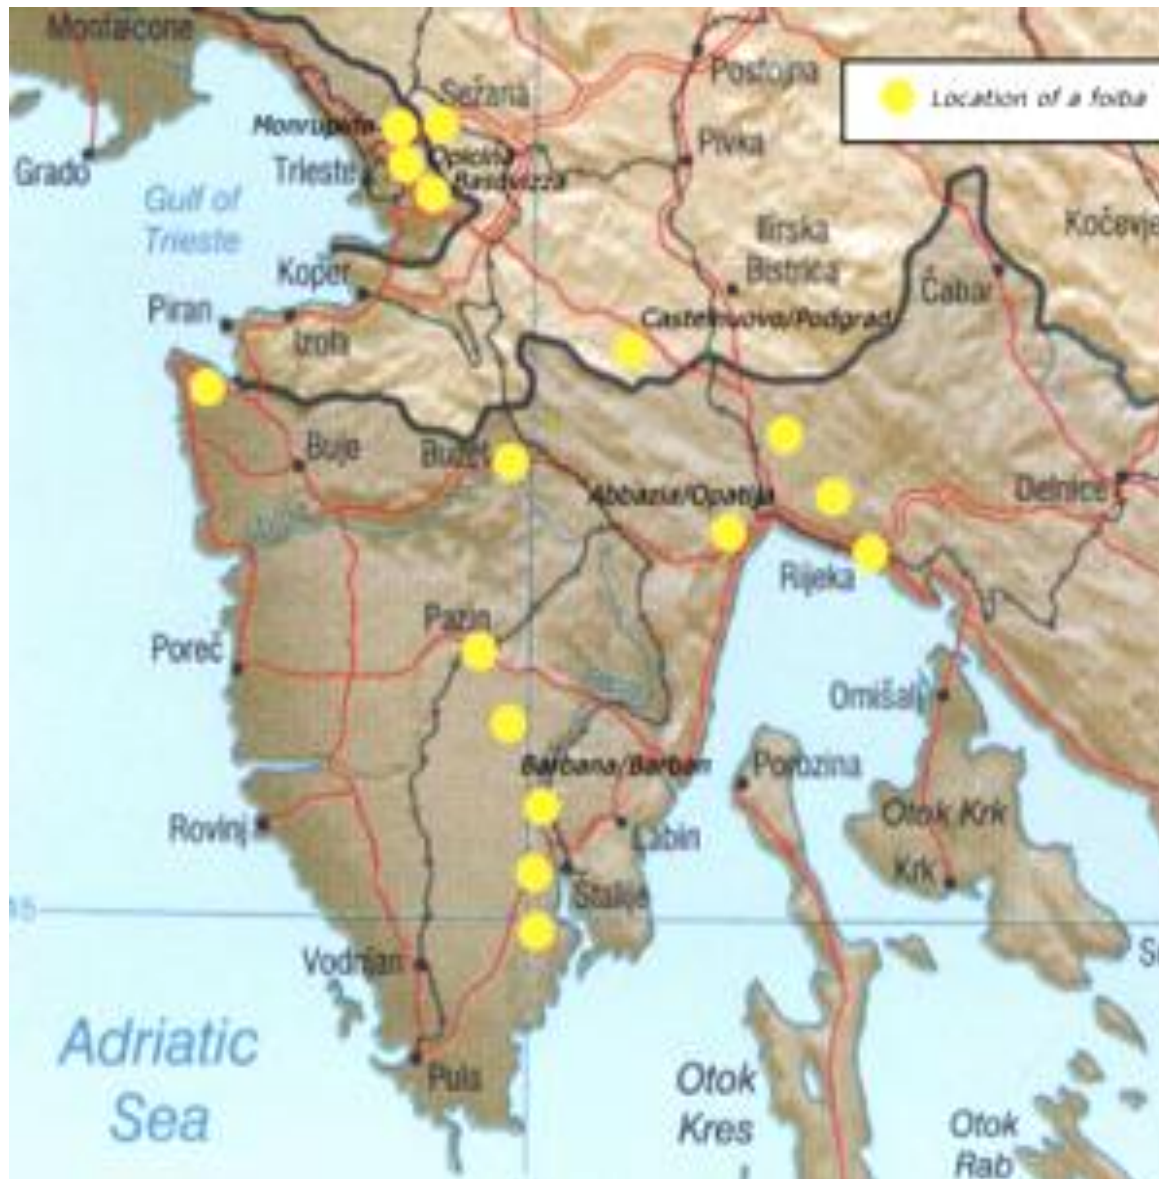 Monfalcone
Sežana
Postojna
Location of a foiba
Monrupino
Grado
Trieste
Opicina
Basovizza
Pivka
Gulf of
Trieste
Ilirska
Bistrica
Kočevje
Koper
Čabar
Piran
Izola
Castelnuovo/Podgrad
Buje
Buzet
Abbazia/Opatija
Delnice
Rijeka
Pazin
Poreč
Omišalj
Barbana/Barban
Porozina
Otok Krk
Rovinj
Labin
Krk
45
Vodnjan
Adriatic
Sea
Pula
Otok
Kres
Otok
Rab